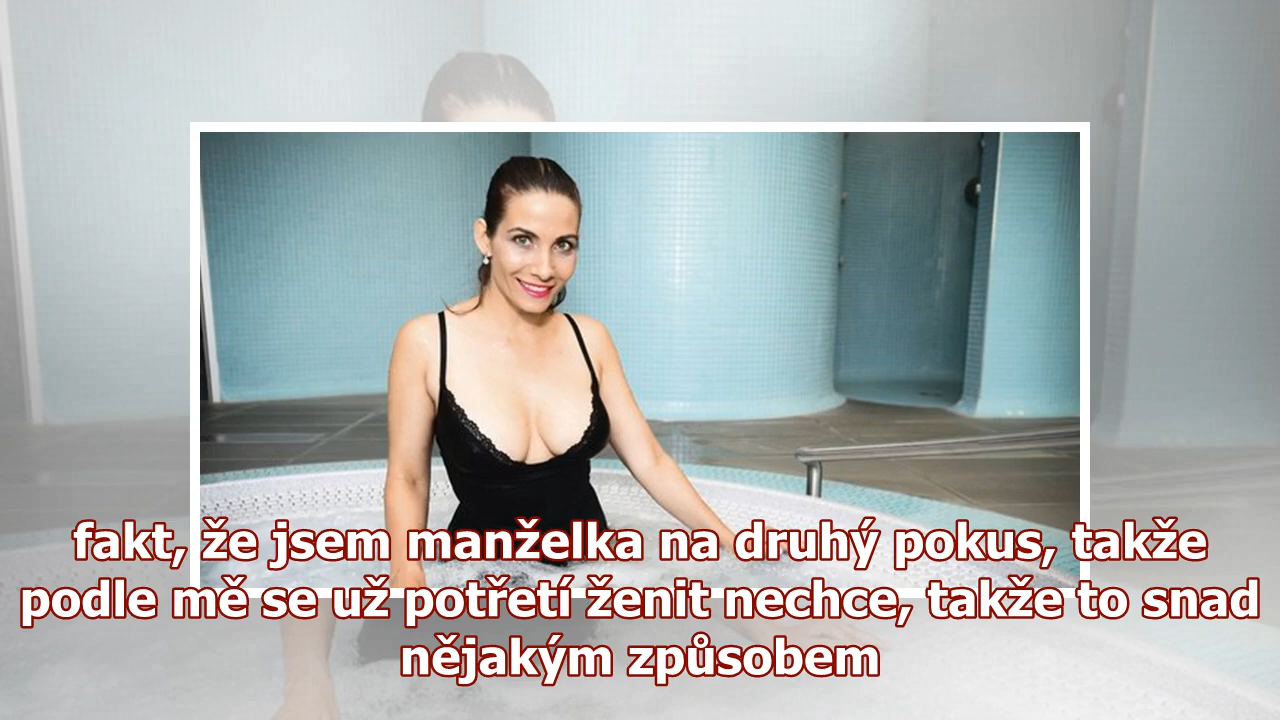 fakt, že jsem manželka na druhý pokus, takže
podle mě se už potřetí ženit nechce, takže to snad
nějakým způsobem